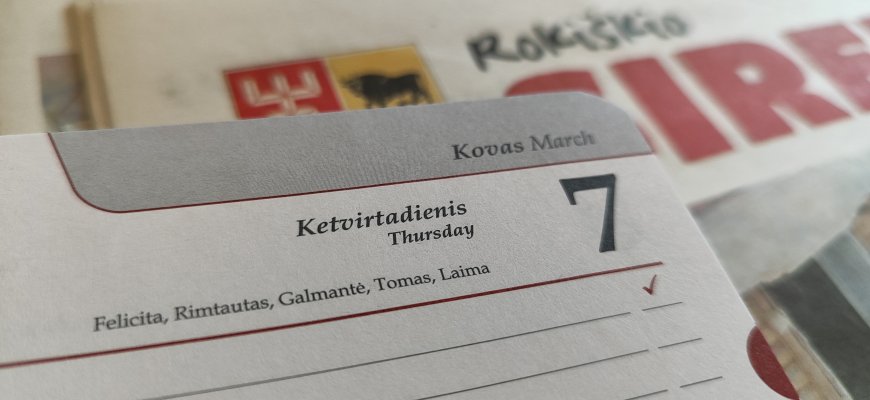 Rokiškio
SIRE
Kovas March
Ketvirtadienis
Thursday
7
Felicita, Rimtautas, Galmantė, Tomas, Laima